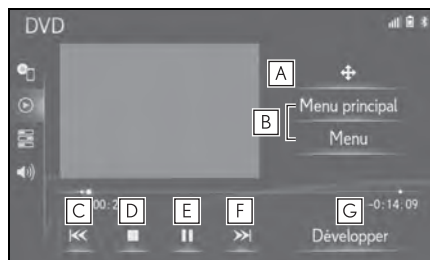 DVD
A
Menu principal
B
Menu
-0:14:09
C D E F G
Développer